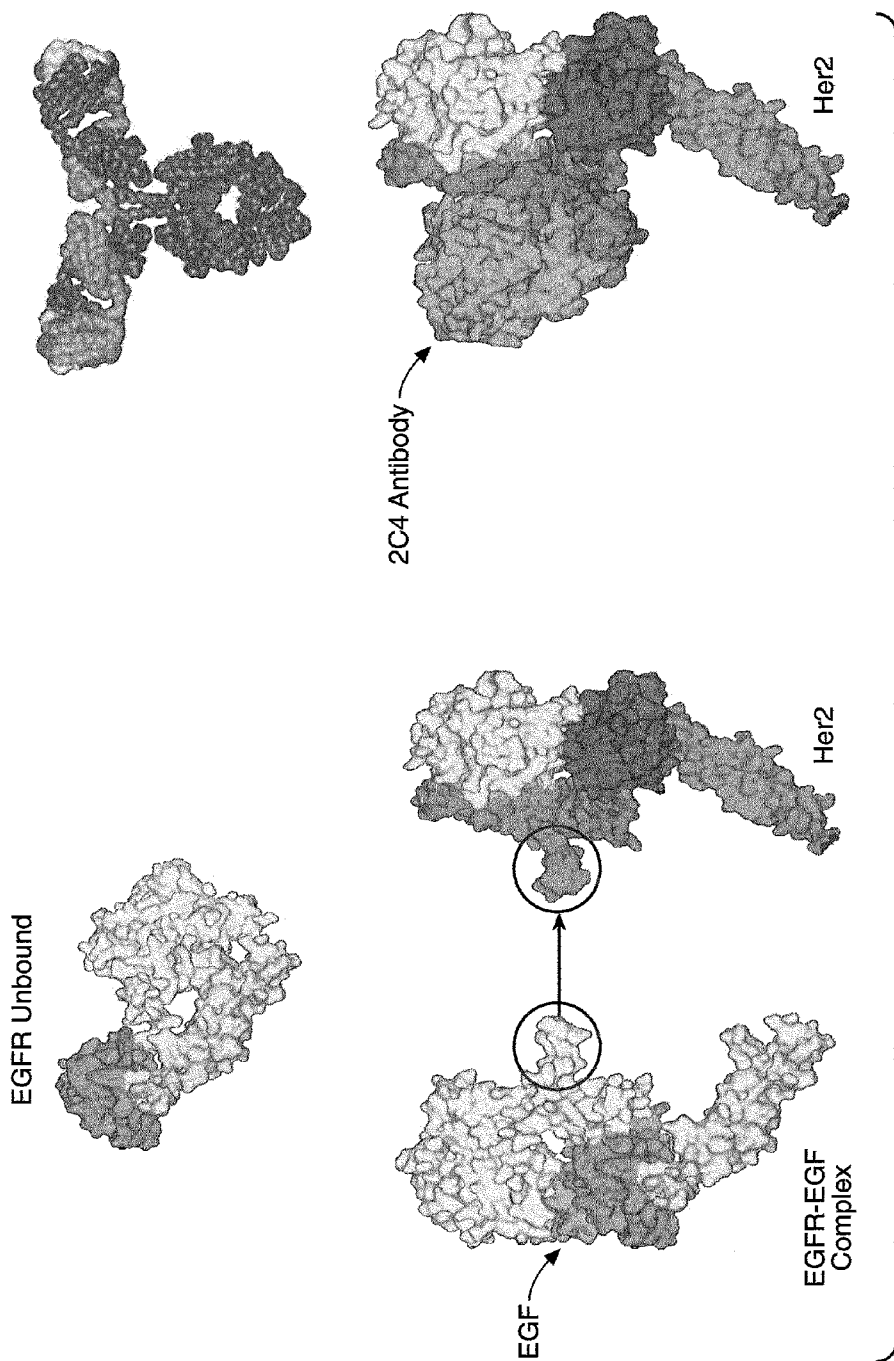 EGFR Unbound
EGF
EGFR-EGF
Complex
Her2
2C4 Antibody
Her2